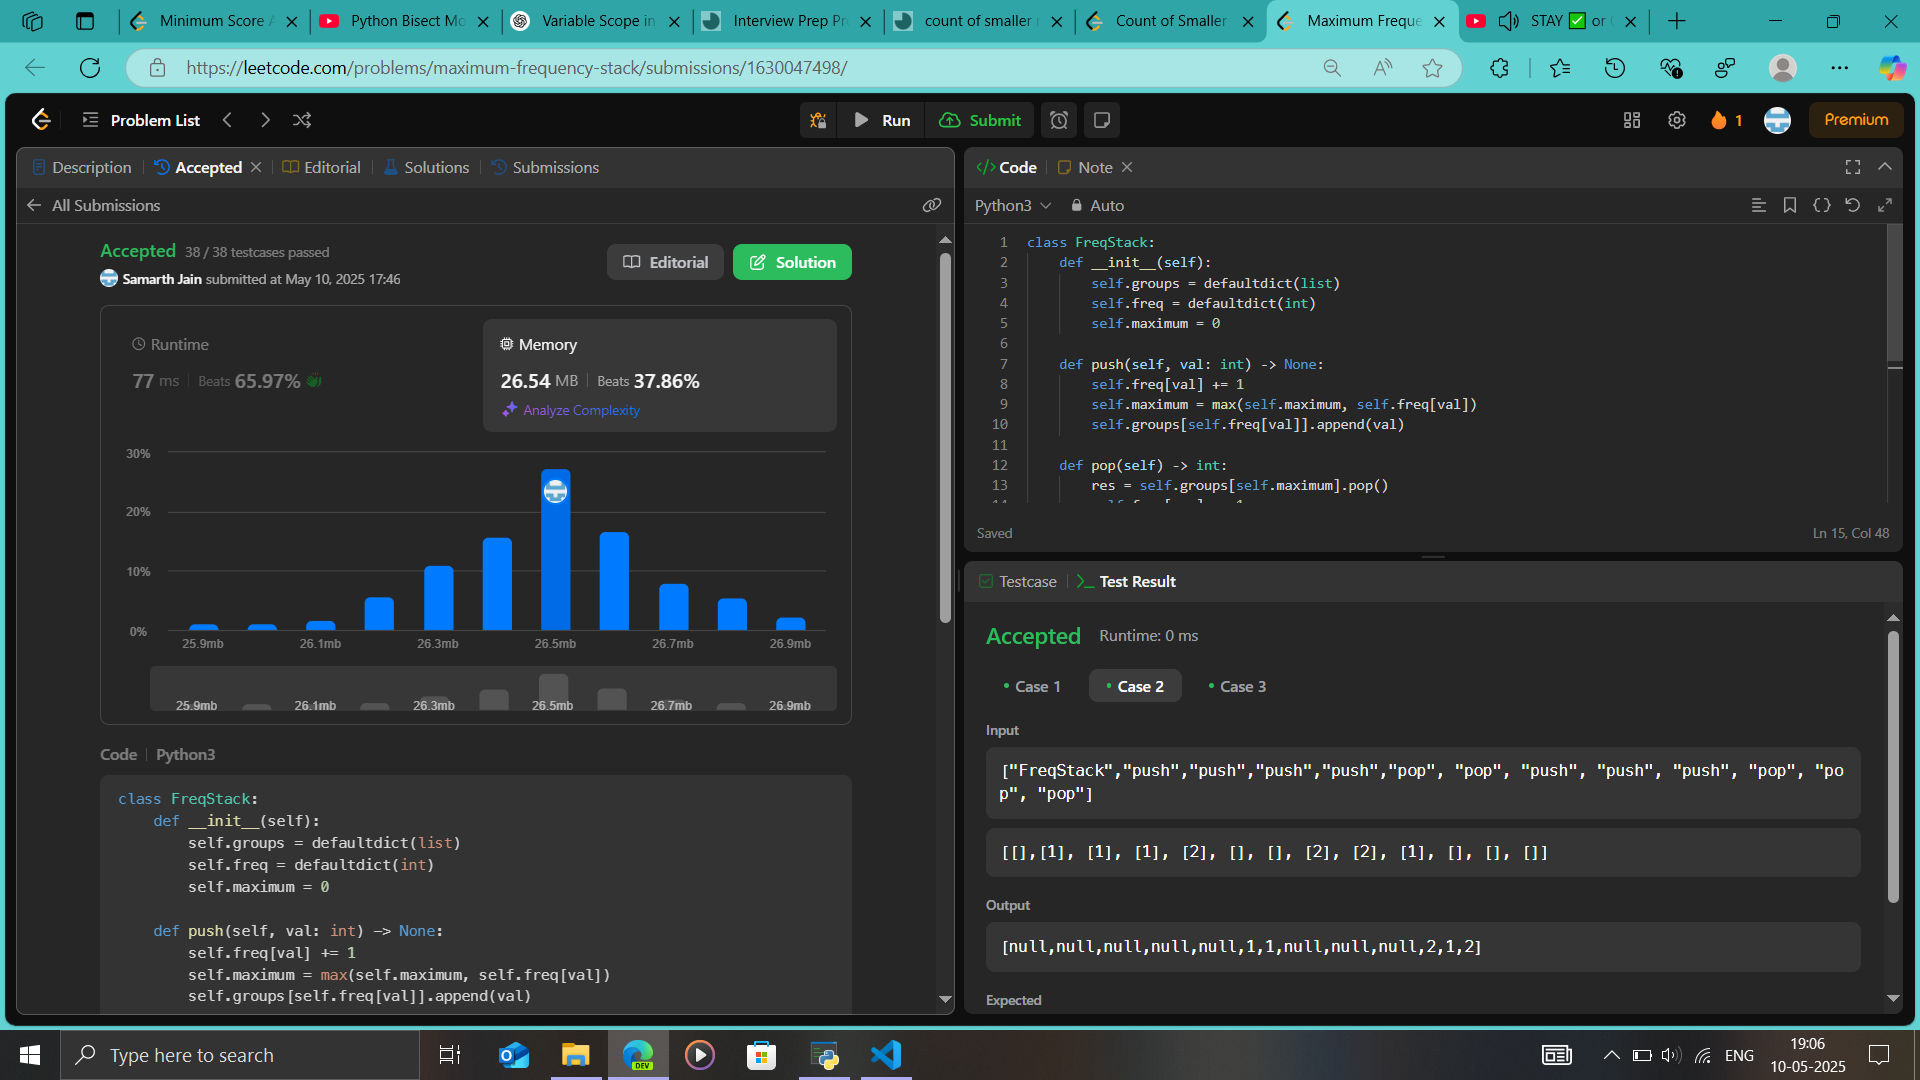 Minimum Score A
Python Bisect Mo
Variable Scope in
Interview Prep Pr
count of smaller
Count of Smaller
Maximum Freque
STAY ✅ or
https://leetcode.com/problems/maximum-frequency-stack/submissions/1630047498/
Problem List
Run
Submit
1
Premium
Description
Accepted
Editorial
Solutions
Submissions
All Submissions
Accepted 38 / 38 testcases passed
Samarth Jain submitted at May 10, 2025 17:46
Editorial
Solution
Runtime
77 ms Beats 65.97%
Memory
26.54 MB Beats 37.86%
Analyze Complexity
30%
20%
10%
0%
25.9mb 26.1mb 26.3mb 26.5mb 26.7mb 26.9mb
25.9mb 26.1mb 26.3mb 26.5mb 26.7mb 26.9mb
Code Python3
class FreqStack:
def __init__(self):
self.groups = defaultdict(list)
self.freq = defaultdict(int)
self.maximum = 0
def push(self, val: int) -> None:
self.freq[val] += 1
self.maximum = max(self.maximum, self.freq[val])
self.groups[self.freq[val]].append(val)
</> Code
Note
Python3
Auto
1 class FreqStack:
2 def __init__(self):
3 self.groups = defaultdict(list)
4 self.freq = defaultdict(int)
5 self.maximum = 0
6
7 def push(self, val: int) -> None:
8 self.freq[val] += 1
9 self.maximum = max(self.maximum, self.freq[val])
10 self.groups[self.freq[val]].append(val)
11
12 def pop(self) -> int:
13 res = self.groups[self.maximum].pop()
Saved
Ln 15, Col 48
Testcase
Test Result
Accepted Runtime: 0 ms
Case 1
Case 2
Case 3
Input
["FreqStack","push","push","push","push","pop", "pop", "push", "push", "push", "pop", "po
p", "pop"]
[[],[1], [1], [1], [2], [], [], [2], [2], [1], [], [], []]
Output
[null,null,null,null,null,1,1,null,null,null,2,1,2]
Expected
Type here to search
DEV
ENG
19:06
10-05-2025